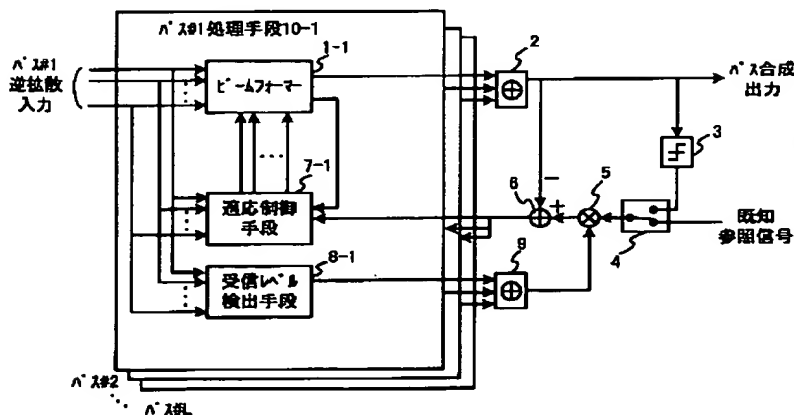 パス#1処理手段10-1
パス#1
逆拡散
入力
1-1
ビームフォーマー
7-1
適応制御
手段
8-1
受信レベル
検出手段
2
パス合成
出力
3
−
+
6
5
4
既知
参照信号
9
パス#2
パス#L